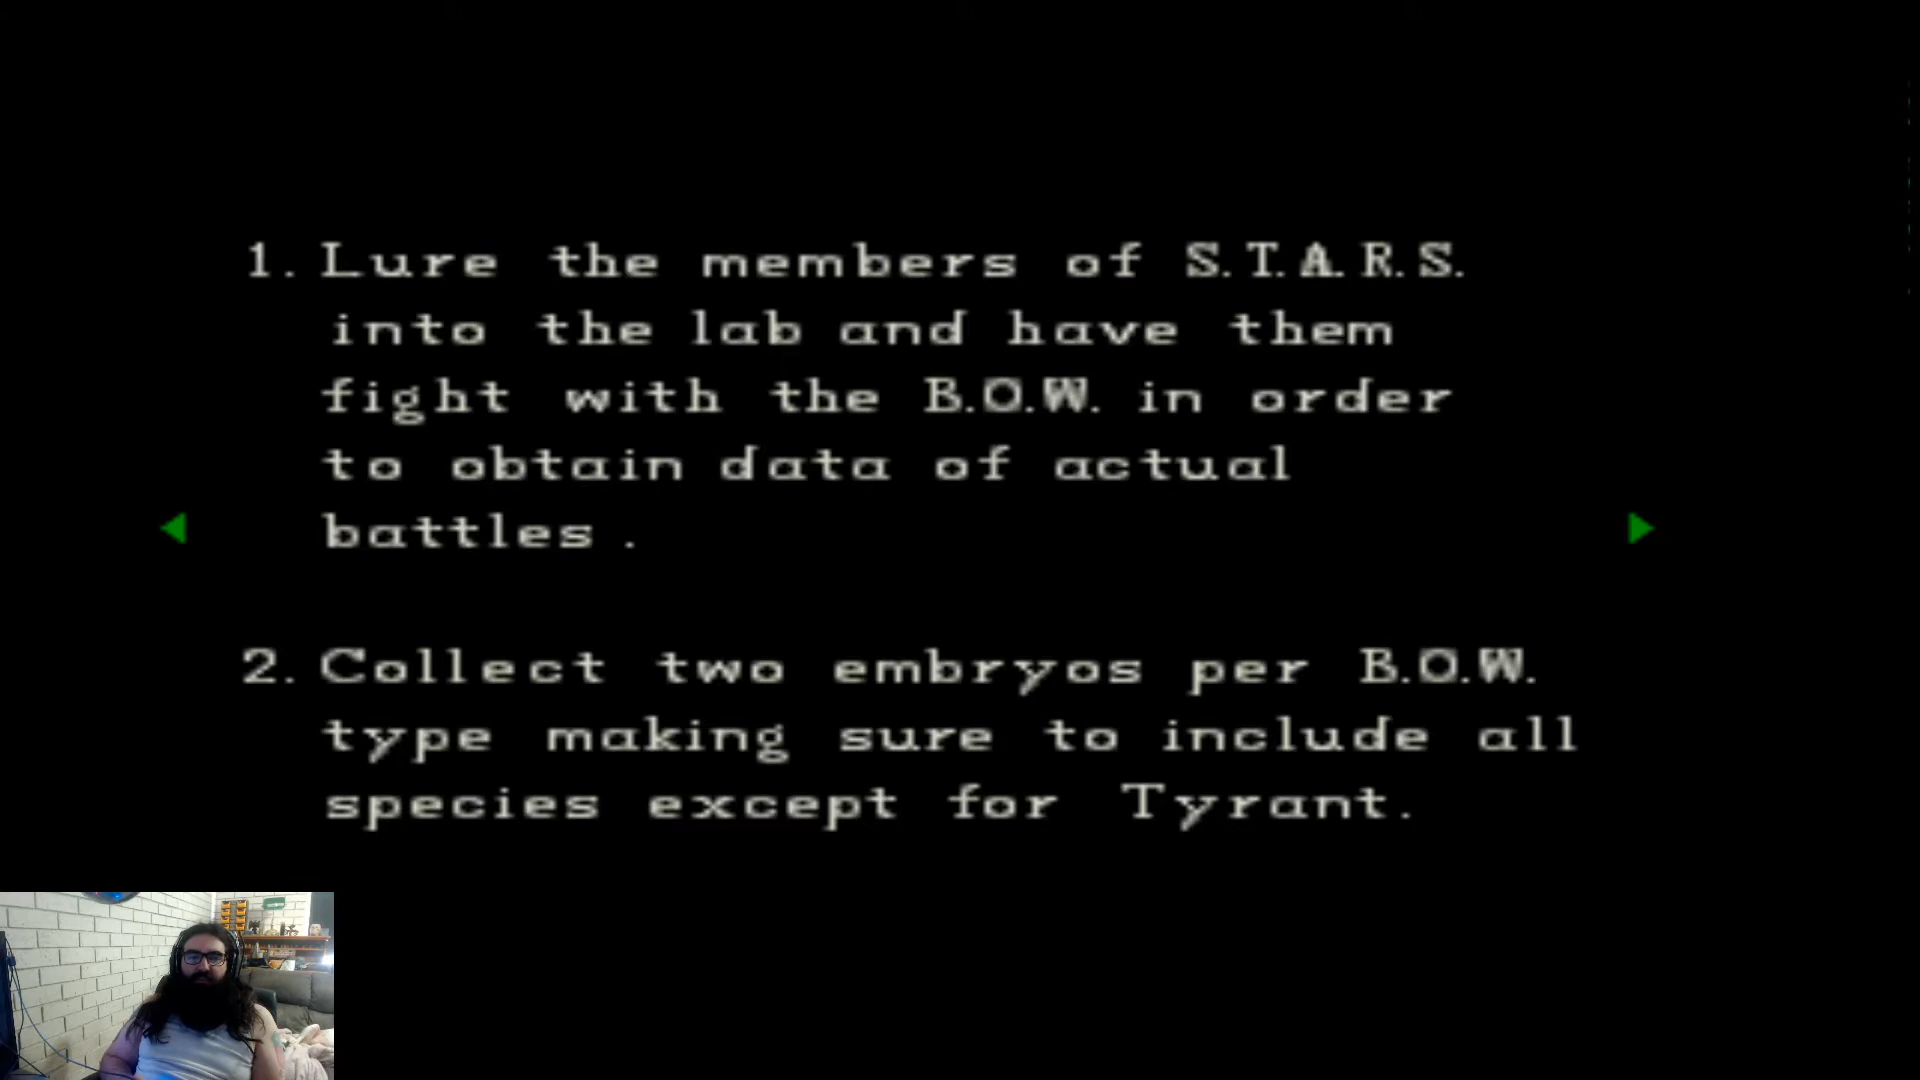 1. Lure the members of S.T.A.R.S.
into the lab and have them
fight with the B.O.W. in order
to obtain data of actual
battles .
2. Collect two embryos per B.O.W.
type making sure to include all
species except for Tyrant.